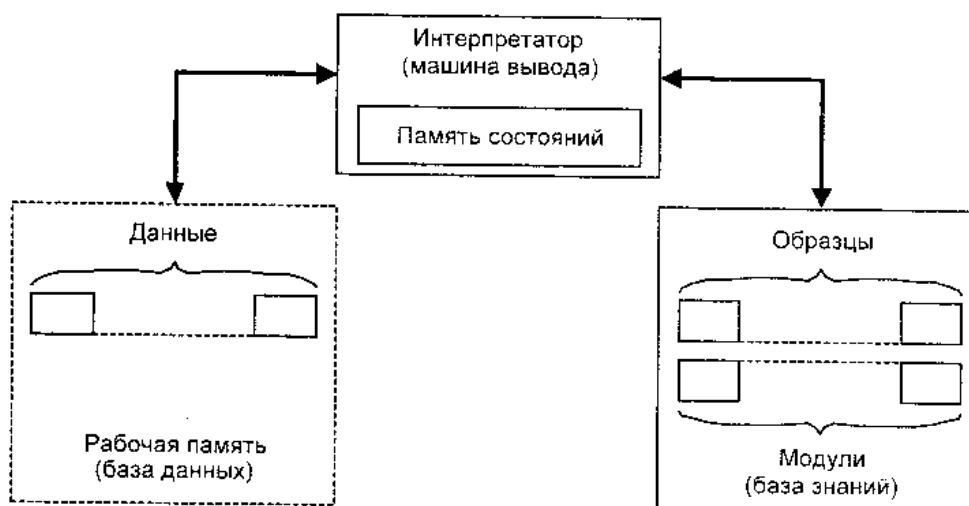 Интерпретатор
(машина вывода)
Память состояний
Данные
Рабочая память
(база данных)
Образцы
Модули
(база знаний)